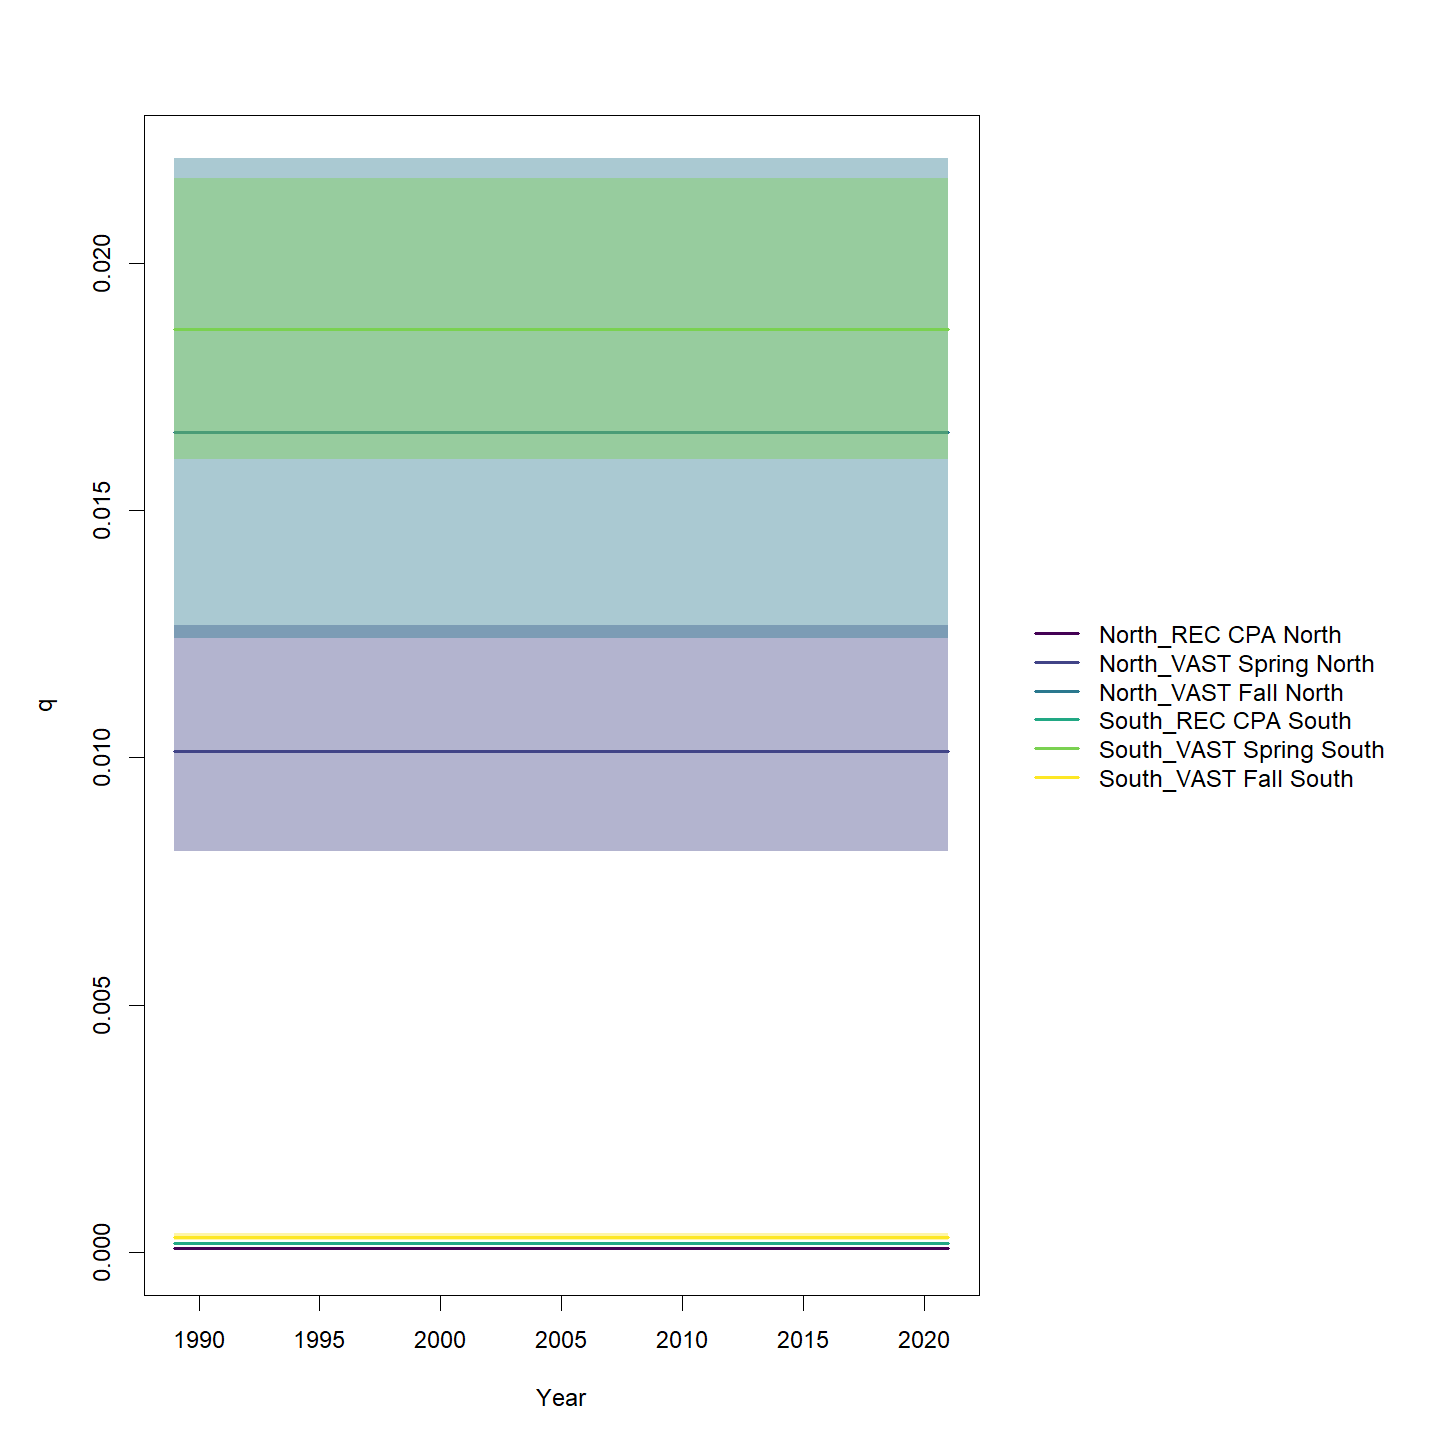 0.020
0.015
0.010
0.005
0.000
q
1990 1995 2000 2005 2010 2015 2020
Year
North_REC CPA North
North_VAST Spring North
North_VAST Fall North
South_REC CPA South
South_VAST Spring South
South_VAST Fall South